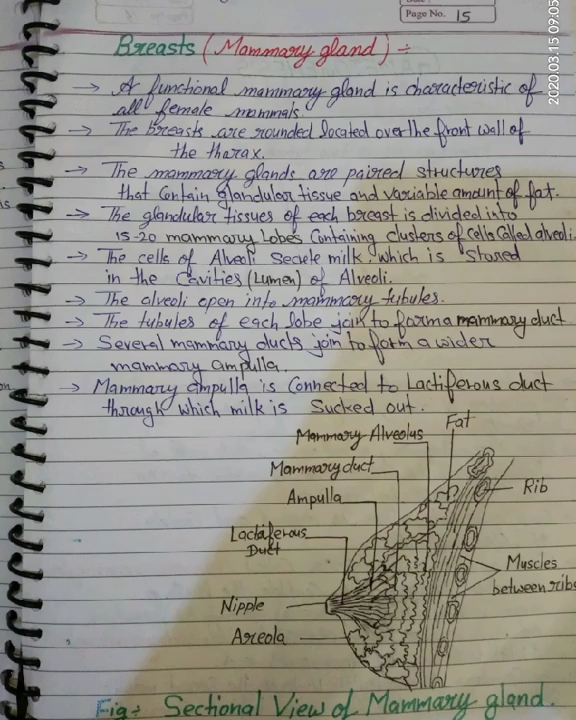 Page No. 15
2020.03.15 09:05
Breasts (Mammary gland) :-
→ A functional mammary gland is characteristic of
all female mammals
→ The breasts are rounded located over the front wall of
the tharax.
→ The mammary glands are paired structures
that Contain glandular tissue and variable amount of fat.
→ The glandular tissues of each breast is divided into
15-20 mammary Lobes Containing clusters of cells Called alveoli
→ The cells of Alveoli Secrete milk which is Stored
in the Cavities (Lumen) of Alveoli.
→ The alveoli open into mammary tubules.
→ The tubules of each lobe join to form a mammary duct
→ Several mammary ducts join to form a wider
mammary ampulla.
→ Mammary ampulla is Connected to Lactiferous duct
through which milk is Sucked out.
Fat
Mammary Alveolus
Mammary duct
Ampulla
Rib
Lactiferous
Duct
Muscles
between ribs
Nipple
Areola
Fig:- Sectional View of Mammary gland.